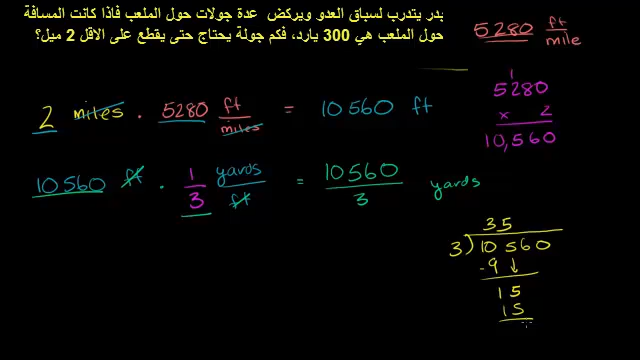 بدر يتدرب لسباق العدو ويركض عدة جولات حول الملعب فاذا كانت المسافة
حول الملعب هي 300 يارد، فكم جولة يحتاج حتى يقطع على الاقل 2 ميل؟
5280 ft/mile
2 miles · 5280 ft/miles = 10560 ft
1
5280
x 2
10,560
10560 ft · 1/3 yards/ft = 10560/3 yards
35
3)10560
-9↓
15
15